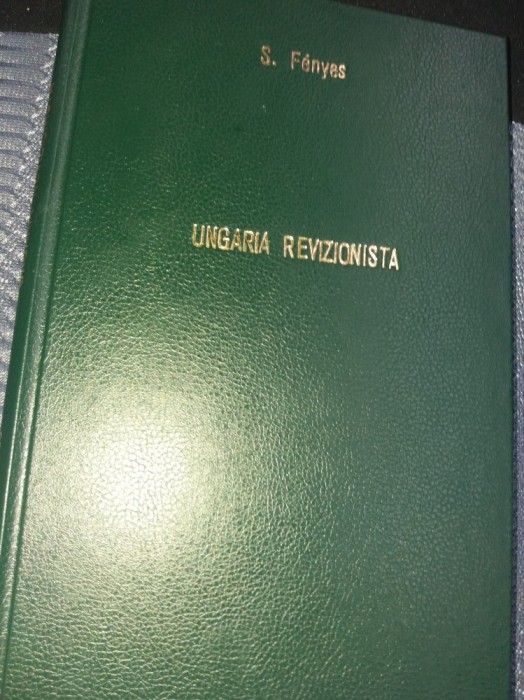 S. Fényes
UNGARIA REVIZIONISTA